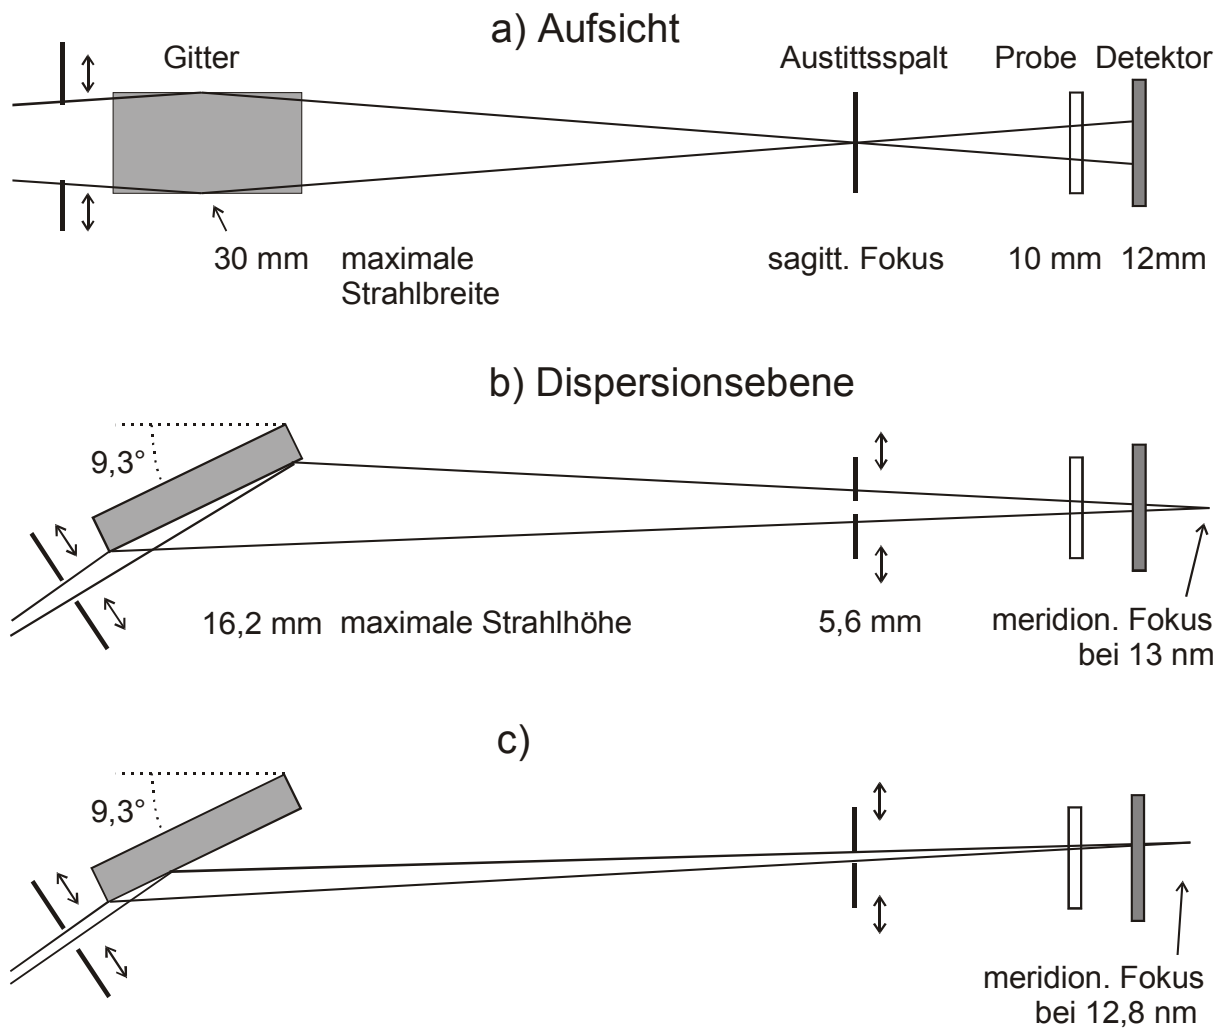 a) Aufsicht
Gitter
Austittsspalt
Probe
Detektor
30 mm
maximale
Strahlbreite
sagitt. Fokus
10 mm
12mm
b) Dispersionsebene
9,3°
16,2 mm
maximale Strahlhöhe
5,6 mm
meridion. Fokus
bei 13 nm
c)
9,3°
meridion. Fokus
bei 12,8 nm